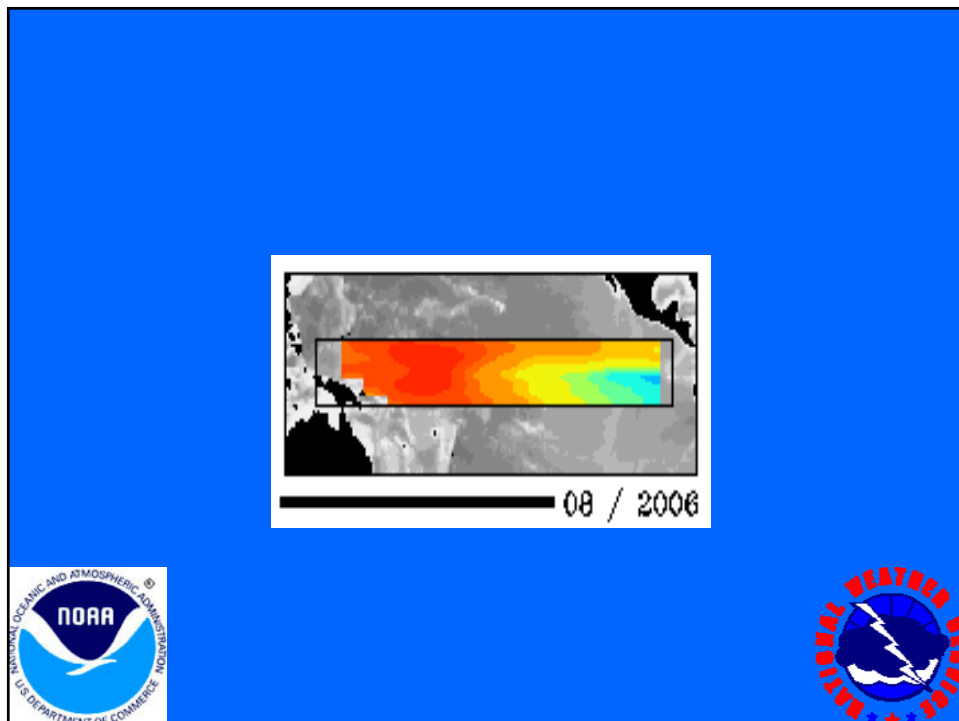 08 / 2006
NATIONAL OCEANIC AND ATMOSPHERIC ADMINISTRATION
U.S. DEPARTMENT OF COMMERCE
NOAA
®
NATIONAL WEATHER SERVICE